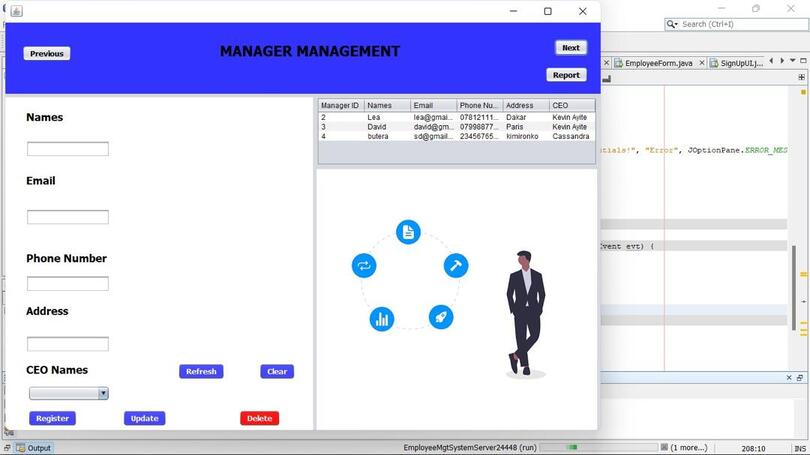 Search (Ctrl+I)
MANAGER MANAGEMENT
Previous
Next
Report
EmployeeForm.java
SignUpUI.j...
Names
Email
Phone Number
Address
CEO Names
Refresh
Clear
Register
Update
Delete
Manager ID Names Email Phone Nu... Address CEO
2 Lea lea@gmai... 07812111... Dakar Kevin Ayite
3 David david@gm... 07998877... Paris Kevin Ayite
4 butera sd@gmail... 23456765... kimironko Cassandra
tials!", "Error", JOptionPane.ERROR_MES
Event evt) {
Output
EmployeeMgtSystemServer24448 (run)
(1 more...)
208:10
INS